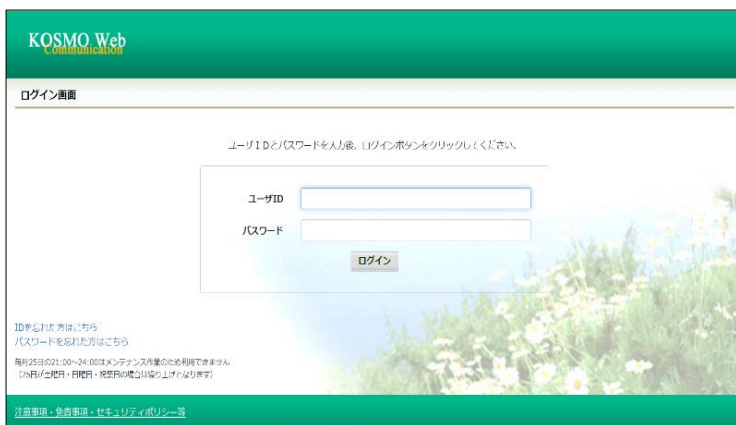 KOSMO Web
Communication
ログイン画面
ユーザIDとパスワードを入力後、ログインボタンをクリックしてください。
ユーザID
パスワード
ログイン
IDを忘れた方はこちら
パスワードを忘れた方はこちら
毎月25日の21:00～24:00はメンテナンス作業のため利用できません
（25日が土曜日・日曜日・祝祭日の場合は繰り上げとなります）
注意事項・免責事項・セキュリティポリシー等